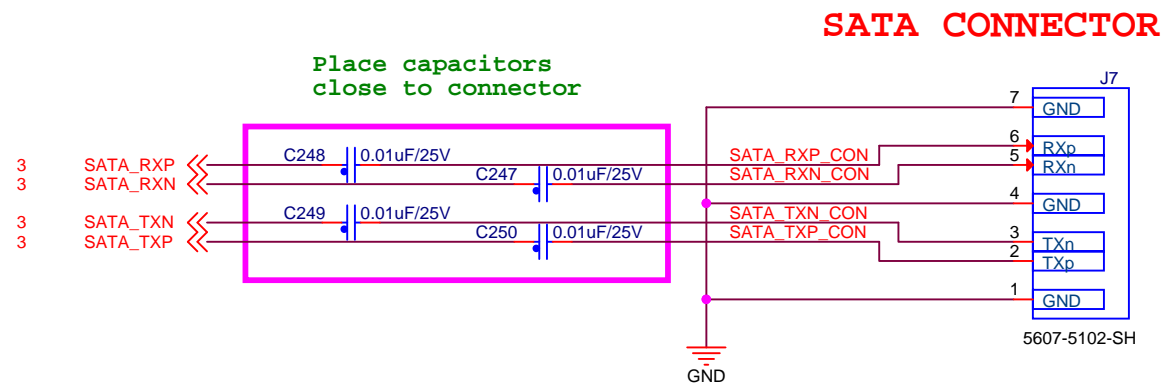 SATA CONNECTOR
Place capacitors
close to connector
J7
7
GND
C248
0.01uF/25V
6
3
SATA_RXP
SATA_RXP_CON
RXp
C247
0.01uF/25V
5
3
SATA_RXN
SATA_RXN_CON
RXn
4
GND
C249
0.01uF/25V
3
SATA_TXN
SATA_TXN_CON
3
TXn
C250
0.01uF/25V
3
SATA_TXP
SATA_TXP_CON
2
TXp
1
GND
5607-5102-SH
GND